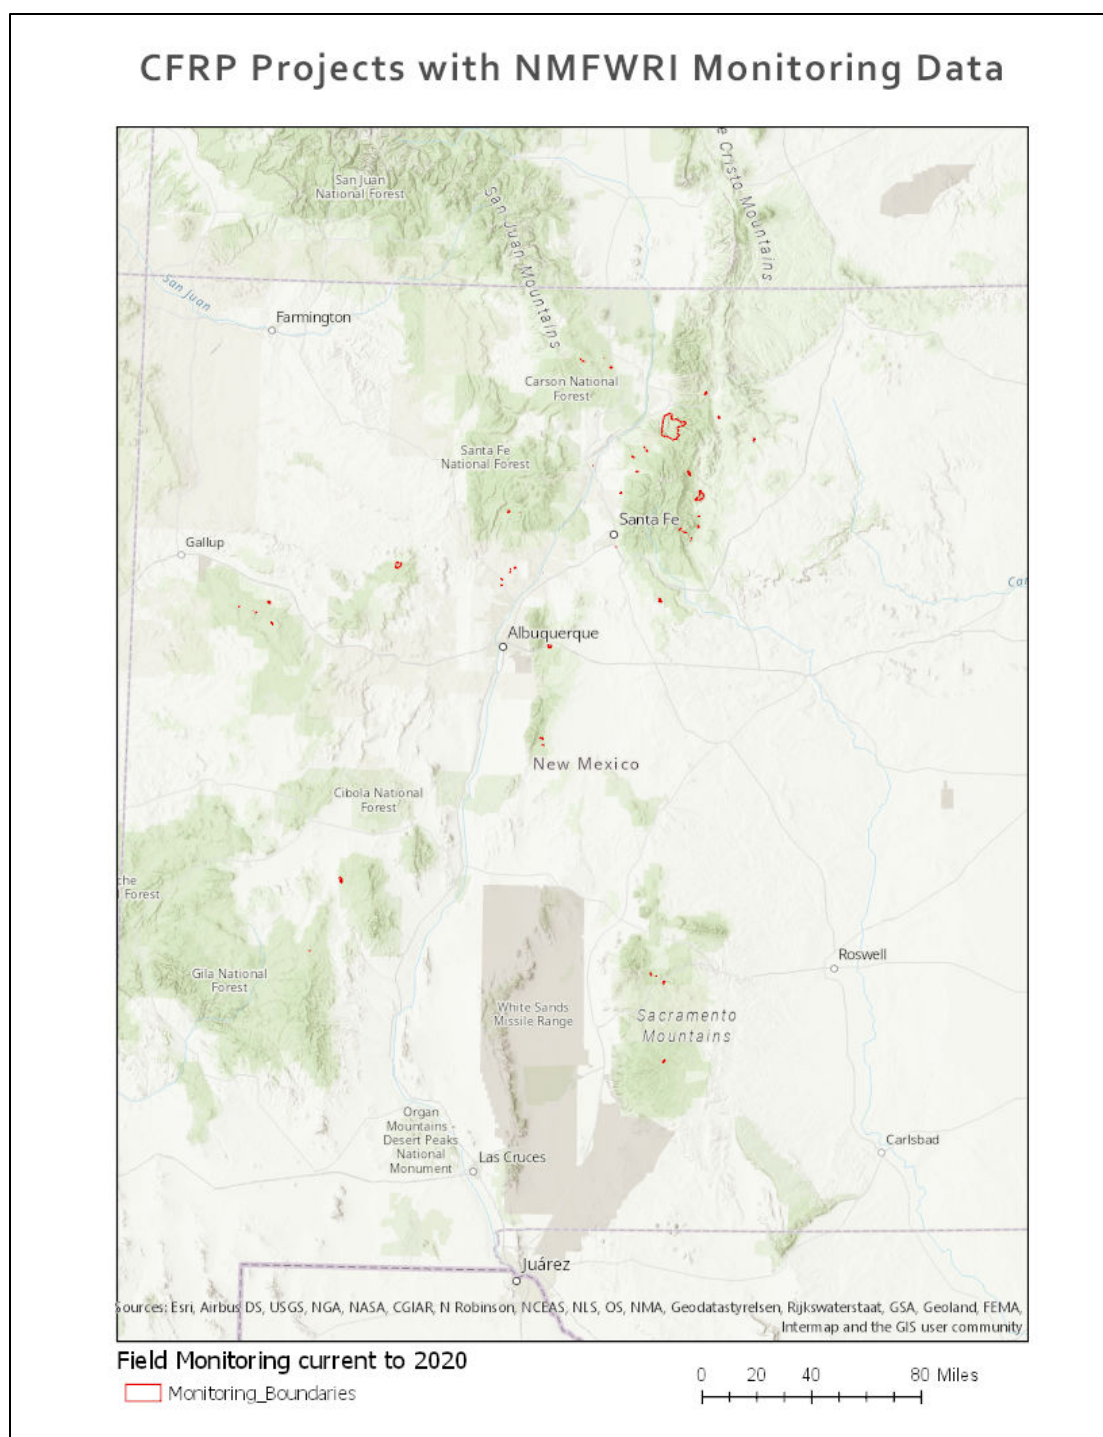 CFRP Projects with NMFWRI Monitoring Data
San Juan
National Forest
San Juan Mountains
e Cristo Mountains
San Juan
Farmington
Carson National
Forest
Santa Fe
National Forest
Santa Fe
Gallup
Ca
Albuquerque
New Mexico
Cibola National
Forest
che
l Forest
Gila National
Forest
Roswell
White Sands
Missile Range
Sacramento
Mountains
Organ
Mountains -
Desert Peaks
National
Monument
Las Cruces
Carlsbad
Juárez
Sources: Esri, Airbus DS, USGS, NGA, NASA, CGIAR, N Robinson, NCEAS, NLS, OS, NMA, Geodatastyrelsen, Rijkswaterstaat, GSA, Geoland, FEMA,
Intermap and the GIS user community
Field Monitoring current to 2020
Monitoring_Boundaries
0 20 40 80 Miles